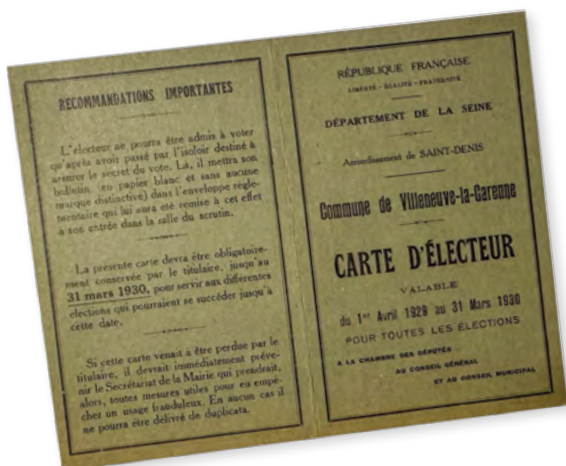 RECOMMANDATIONS IMPORTANTES
L'électeur ne pourra être admis à voter
qu'après avoir passé par l'isoloir destiné à
assurer le secret du vote. Là, il mettra son
bulletin (en papier blanc et sans aucune
marque distinctive) dans l'enveloppe règle-
mentaire qui lui aura été remise à cet effet
à son entrée dans la salle du scrutin.
La présente carte devra être obligatoire-
ment conservée par le titulaire, jusqu'au
31 mars 1930, pour servir aux différentes
élections qui pourraient se succéder jusqu'à
cette date.
Si cette carte venait à être perdue par le
titulaire, il devrait immédiatement préve-
nir le Secrétariat de la Mairie qui prendrait,
alors, toutes mesures utiles pour en empê-
cher un usage frauduleux. En aucun cas il
ne pourra être délivré de duplicata.
RÉPUBLIQUE FRANÇAISE
LIBERTÉ - ÉGALITÉ - FRATERNITÉ
DÉPARTEMENT DE LA SEINE
Arrondissement de SAINT-DENIS
Commune de Villeneuve-la-Garenne
CARTE D'ÉLECTEUR
VALABLE
du 1er Avril 1929 au 31 Mars 1930
POUR TOUTES LES ÉLECTIONS
A LA CHAMBRE DES DÉPUTÉS
AU CONSEIL GÉNÉRAL
ET AU CONSEIL MUNICIPAL